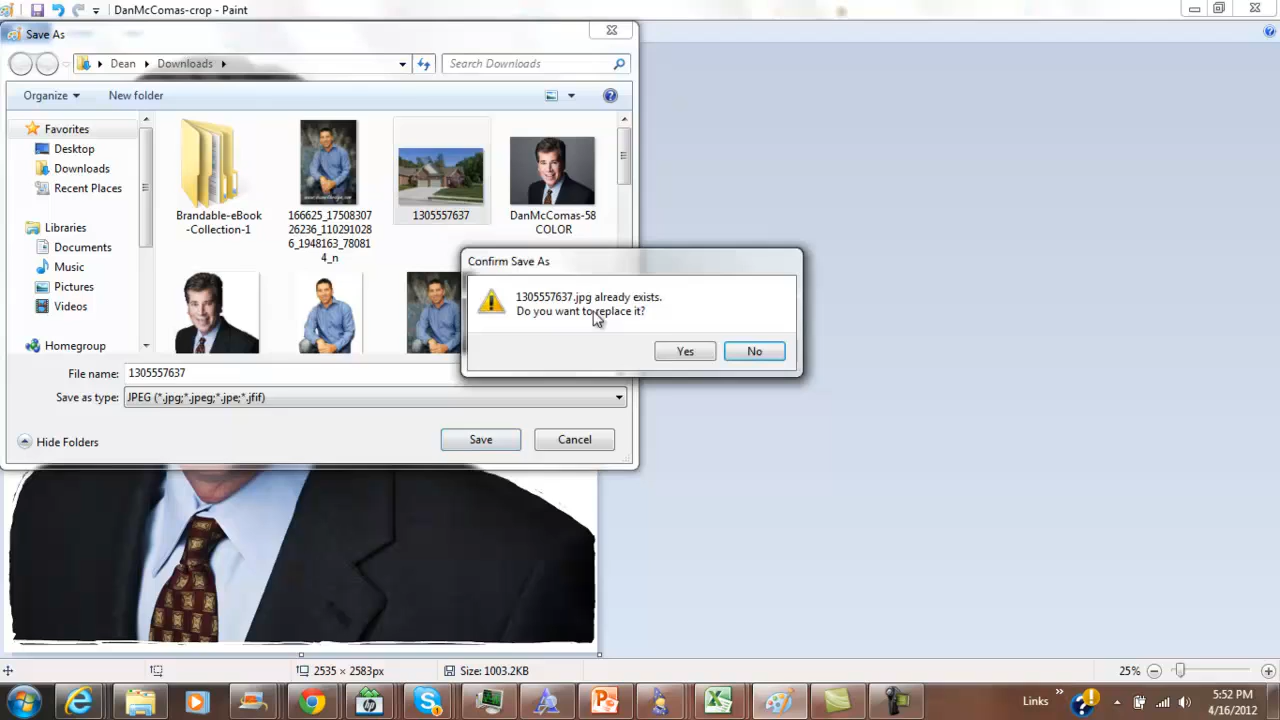 DanMcComas-crop - Paint
Save As
Dean
Downloads
Search Downloads
Organize
New folder
Favorites
Desktop
Downloads
Recent Places
Libraries
Documents
Music
Pictures
Videos
Homegroup
Brandable-eBook
-Collection-1
166625_17508307
26236_110291028
6_1948163_78081
4_n
1305557637
DanMcComas-58
COLOR
Confirm Save As
1305557637.jpg already exists.
Do you want to replace it?
Yes
No
File name:
1305557637
Save as type:
JPEG (*.jpg;*.jpeg;*.jpe;*.jfif)
Hide Folders
Save
Cancel
2535 × 2583px
Size: 1003.2KB
25%
Links
5:52 PM
4/16/2012